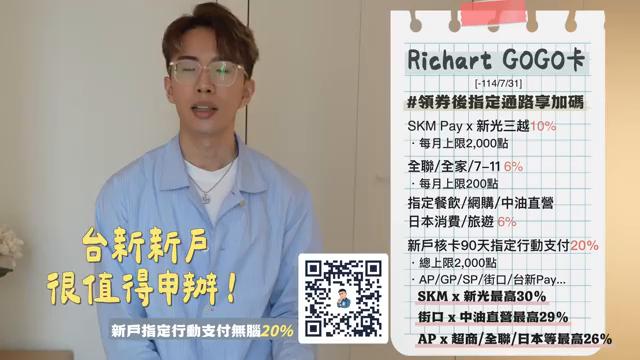 Richart GOGO卡
[-114/7/31]
#領券後指定通路享加碼
SKM Pay x 新光三越10%
·每月上限2,000點
全聯/全家/7-11 6%
·每月上限200點
指定餐飲/網購/中油直營
日本消費/旅遊 6%
新戶核卡90天指定行動支付20%
·總上限2,000點
·AP/GP/SP/街口/台新Pay...
SKM x 新光最高30%
街口 x 中油直營最高29%
AP x 超商/全聯/日本等最高26%
台新新戶
很值得申辦！
新戶指定行動支付無腦20%